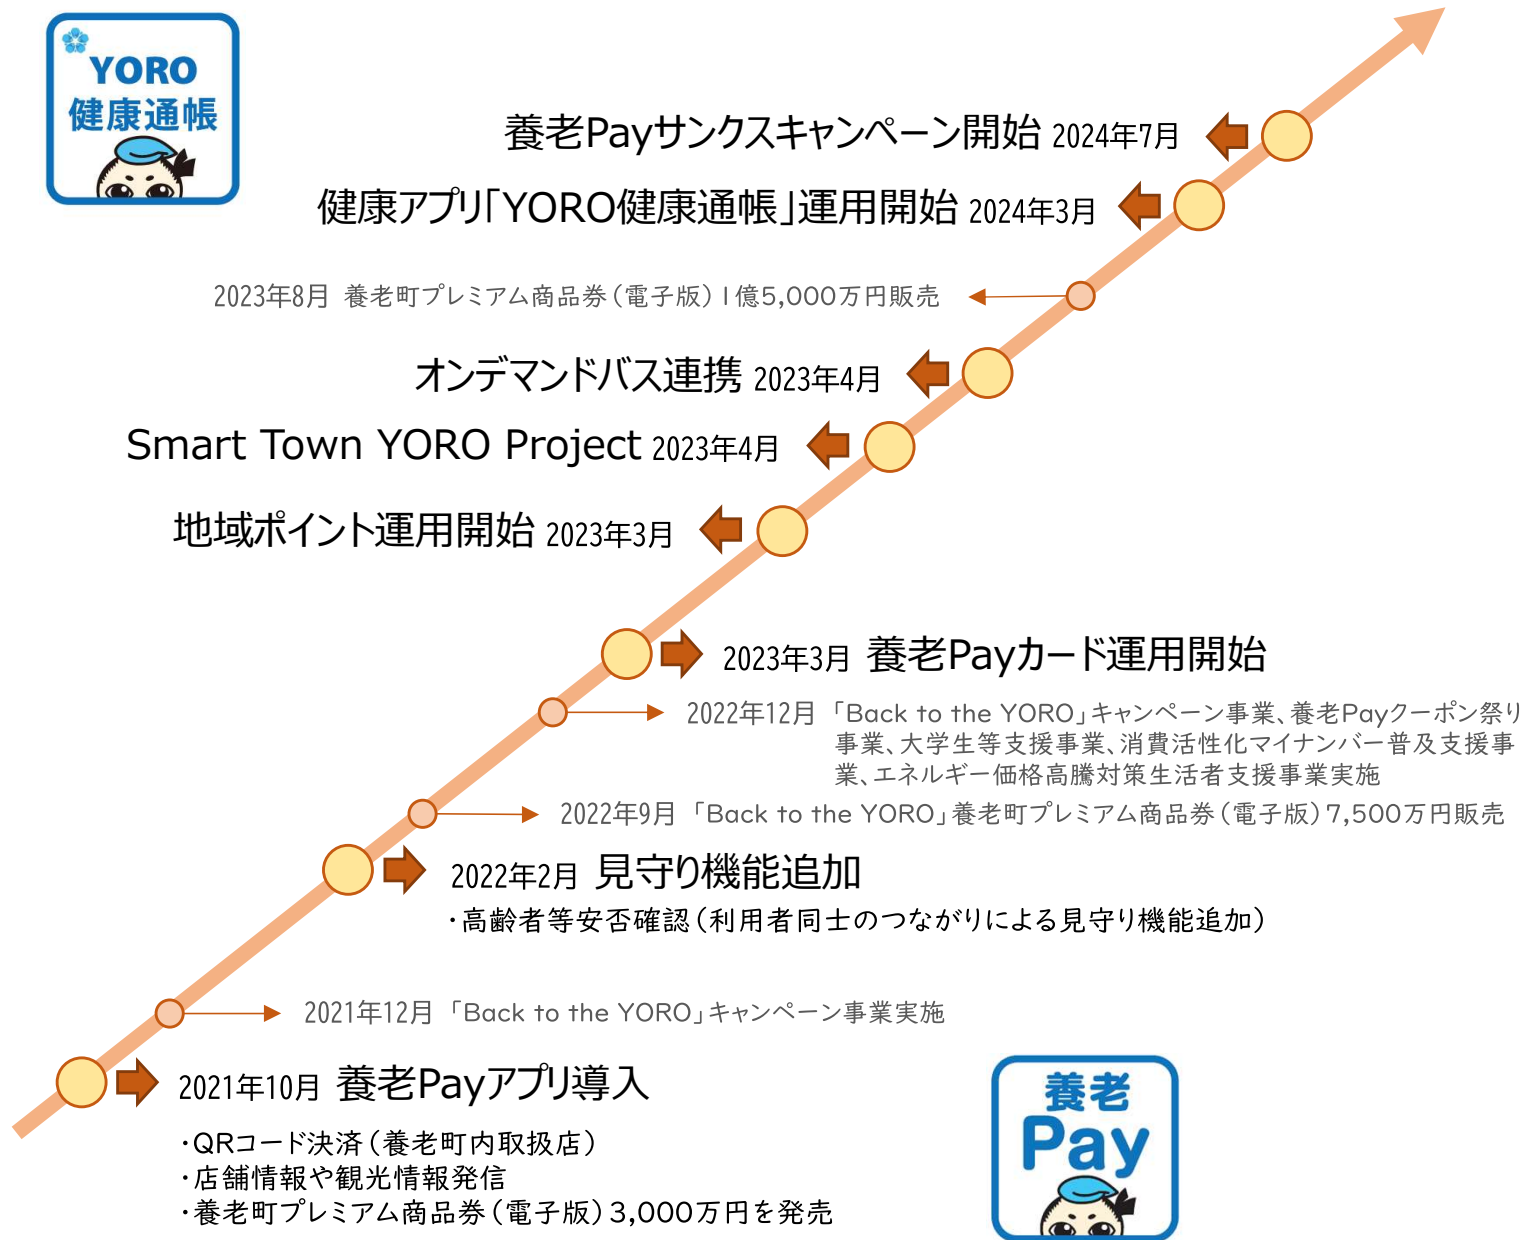 YORO
健康通帳
養老Payサンクスキャンペーン開始 2024年7月
健康アプリ「YORO健康通帳」運用開始 2024年3月
2023年8月 養老町プレミアム商品券(電子版)1億5,000万円販売
オンデマンドバス連携 2023年4月
Smart Town YORO Project 2023年4月
地域ポイント運用開始 2023年3月
2023年3月 養老Payカード運用開始
2022年12月 「Back to the YORO」キャンペーン事業、養老Payクーポン祭り
事業、大学生等支援事業、消費活性化マイナンバー普及支援事
業、エネルギー価格高騰対策生活者支援事業実施
2022年9月 「Back to the YORO」養老町プレミアム商品券(電子版)7,500万円販売
2022年2月 見守り機能追加
・高齢者等安否確認(利用者同士のつながりによる見守り機能追加)
2021年12月 「Back to the YORO」キャンペーン事業実施
2021年10月 養老Payアプリ導入
・QRコード決済(養老町内取扱店)
・店舗情報や観光情報発信
・養老町プレミアム商品券(電子版)3,000万円を発売
養老
Pay